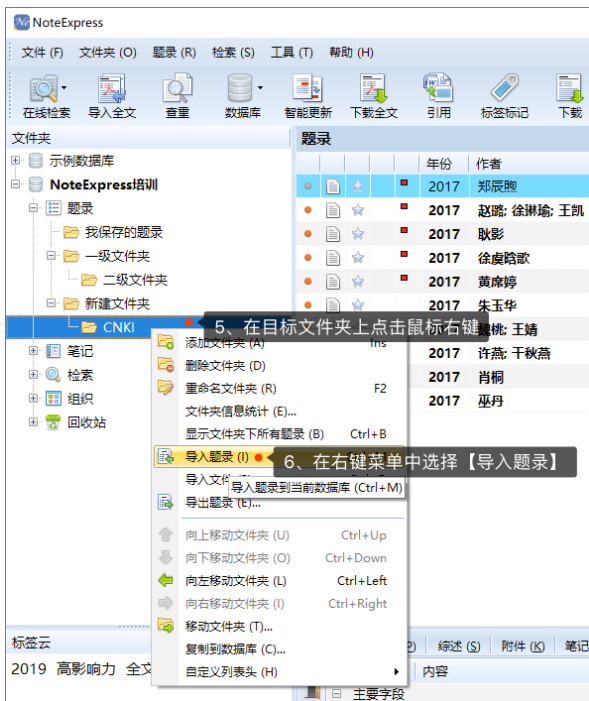 NoteExpress
文件 (F) 文件夹 (O) 题录 (R) 检索 (S) 工具 (T) 帮助 (H)
在线检索 导入全文 查重 数据库 智能更新 下载全文 引用 标签标记 下载
文件夹
题录
示例数据库
年份 作者
NoteExpress培训
2017 郑辰煦
题录
2017 赵璐; 徐琳瑜; 王凯
我保存的题录
2017 耿影
一级文件夹
2017 徐虞晗歌
二级文件夹
2017 黄席婷
新建文件夹
2017 朱玉华
CNKI
5、在目标文件夹上点击鼠标右键
桃; 王婧
添加文件夹 (A) Ins
笔记
2017 许燕; 干秋燕
删除文件夹 (D)
检索
2017 肖桐
重命名文件夹 (R) F2
组织
2017 巫丹
文件夹信息统计 (E)...
回收站
显示文件夹下所有题录 (B) Ctrl+B
导入题录 (I)
6、在右键菜单中选择【导入题录】
导入文
导入题录到当前数据库 (Ctrl+M)
导出题录 (E)...
向上移动文件夹 (U) Ctrl+Up
向下移动文件夹 (O) Ctrl+Down
向左移动文件夹 (L) Ctrl+Left
向右移动文件夹 (I) Ctrl+Right
移动文件夹 (T)...
标签云
综述 (S) 附件 (K) 笔记
复制到数据库 (C)...
2019 高影响力 全文
自定义列表头 (H)
内容
主要字段